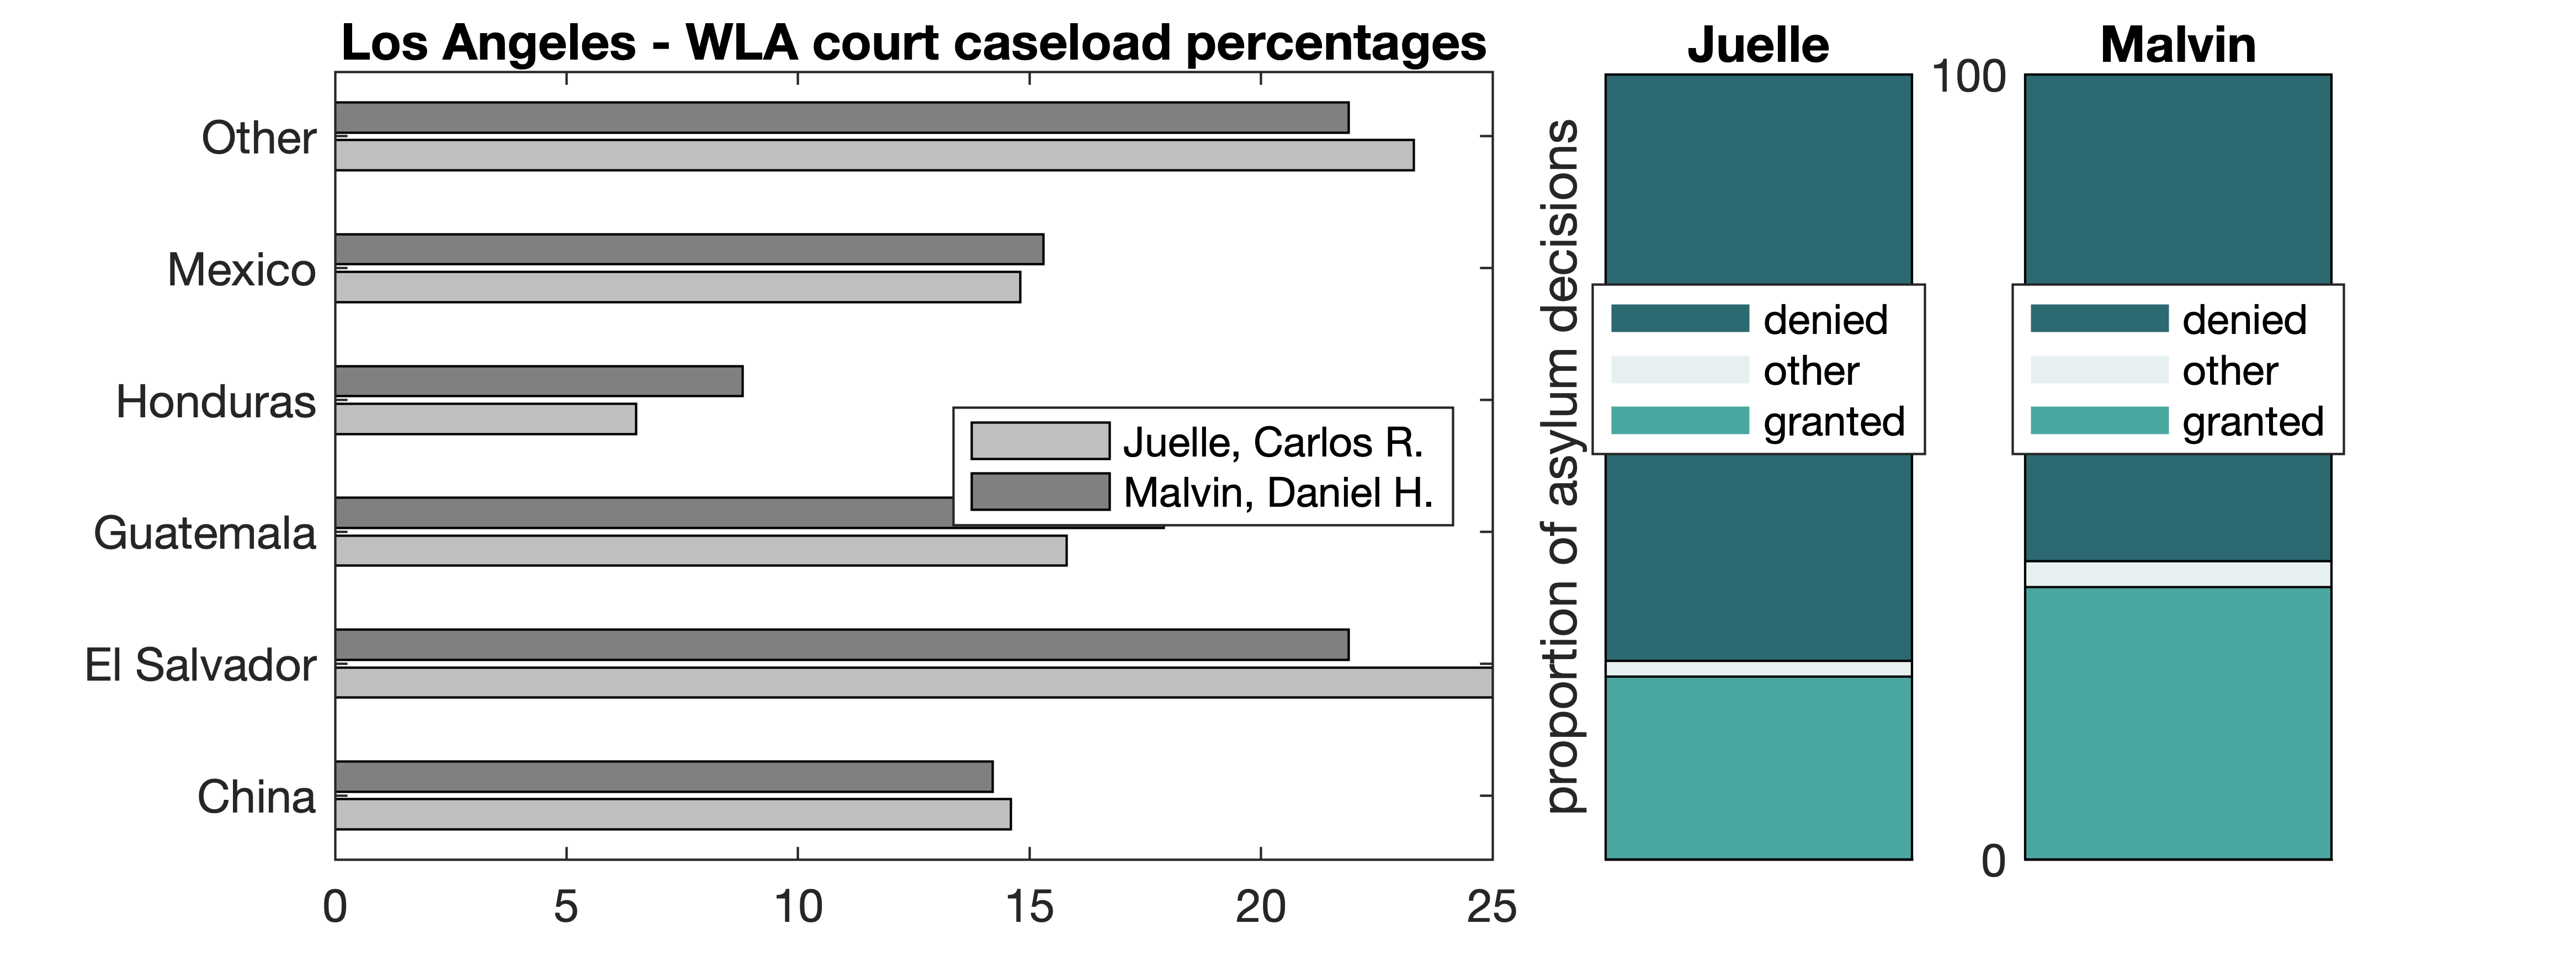 Los Angeles - WLA court caseload percentages
Other
Mexico
Honduras
Guatemala
El Salvador
China
0 5 10 15 20 25
Juelle, Carlos R.
Malvin, Daniel H.
proportion of asylum decisions
Juelle
denied
other
granted
100
0
Malvin
denied
other
granted